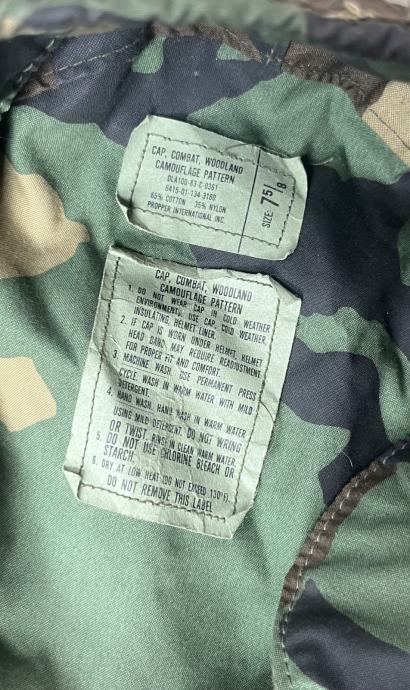 CAP, COMBAT, WOODLAND
CAMOUFLAGE PATTERN
DLA100-83-C-0361
8415-01-134-3180
65% COTTON 35% NYLON
PROPPER INTERNATIONAL INC.
SIZE: 7 5/8
CAP, COMBAT, WOODLAND
CAMOUFLAGE PATTERN
1. DO NOT WEAR CAP IN COLD WEATHER
ENVIRONMENT. USE CAP, COLD WEATHER,
INSULATING, HELMET LINER.
2. IF CAP IS WORN UNDER HELMET, HELMET
HEAD BAND MAY REQUIRE READJUSTMENT
FOR PROPER FIT AND COMFORT.
3. MACHINE WASH. USE PERMANENT PRESS
CYCLE. WASH IN WARM WATER WITH MILD
DETERGENT.
4. HAND WASH. HAND WASH IN WARM WATER
USING MILD DETERGENT. DO NOT WRING
OR TWIST. RINSE IN CLEAN WARM WATER.
5. DO NOT USE CHLORINE BLEACH OR
STARCH.
6. DRY AT LOW HEAT (DO NOT EXCEED 130°F).
DO NOT REMOVE THIS LABEL